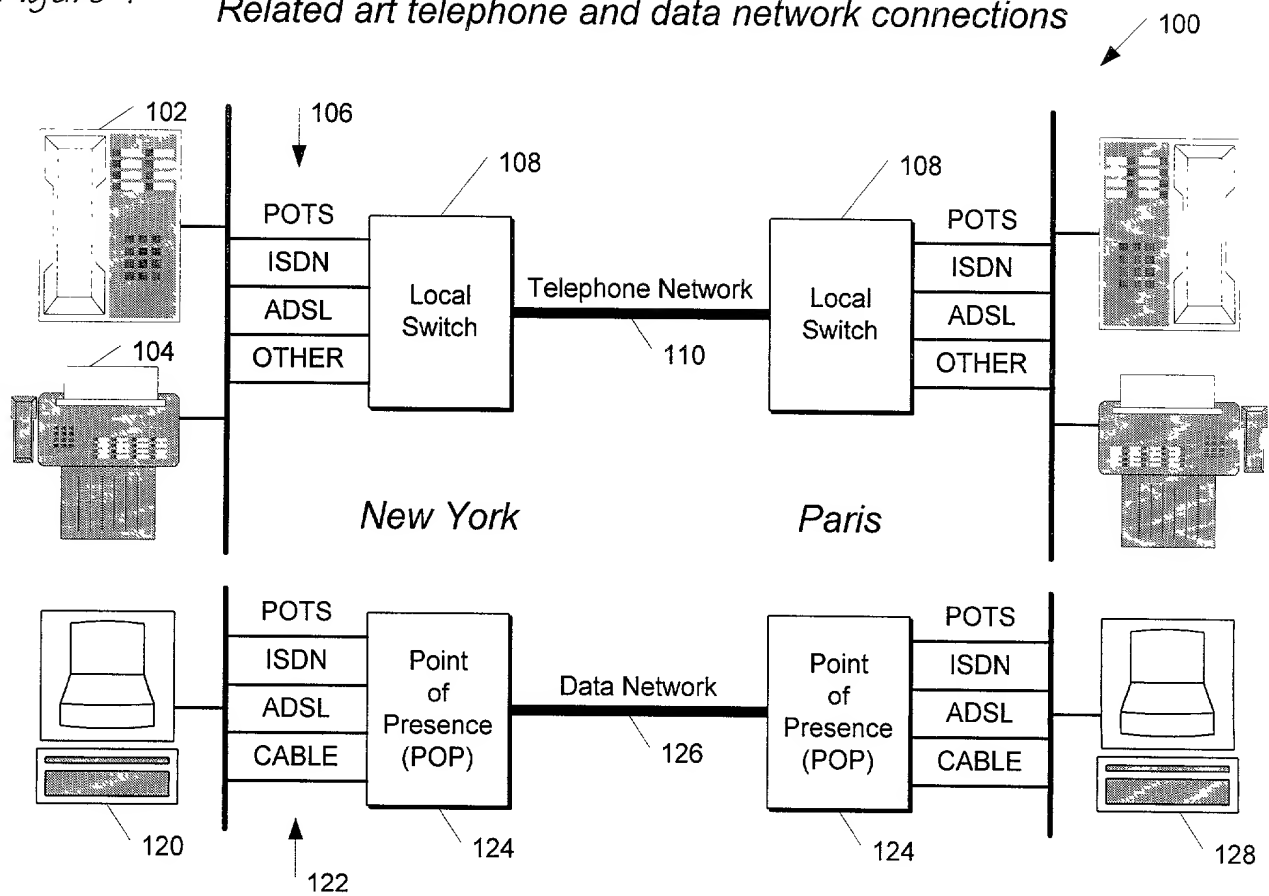 Related art telephone and data network connections
100
102
106
108
108
POTS
ISDN
ADSL
OTHER
Local
Switch
Telephone Network
110
Local
Switch
POTS
ISDN
ADSL
OTHER
104
New York
Paris
POTS
ISDN
ADSL
CABLE
Point
of
Presence
(POP)
Data Network
126
Point
of
Presence
(POP)
POTS
ISDN
ADSL
CABLE
120
122
124
124
128